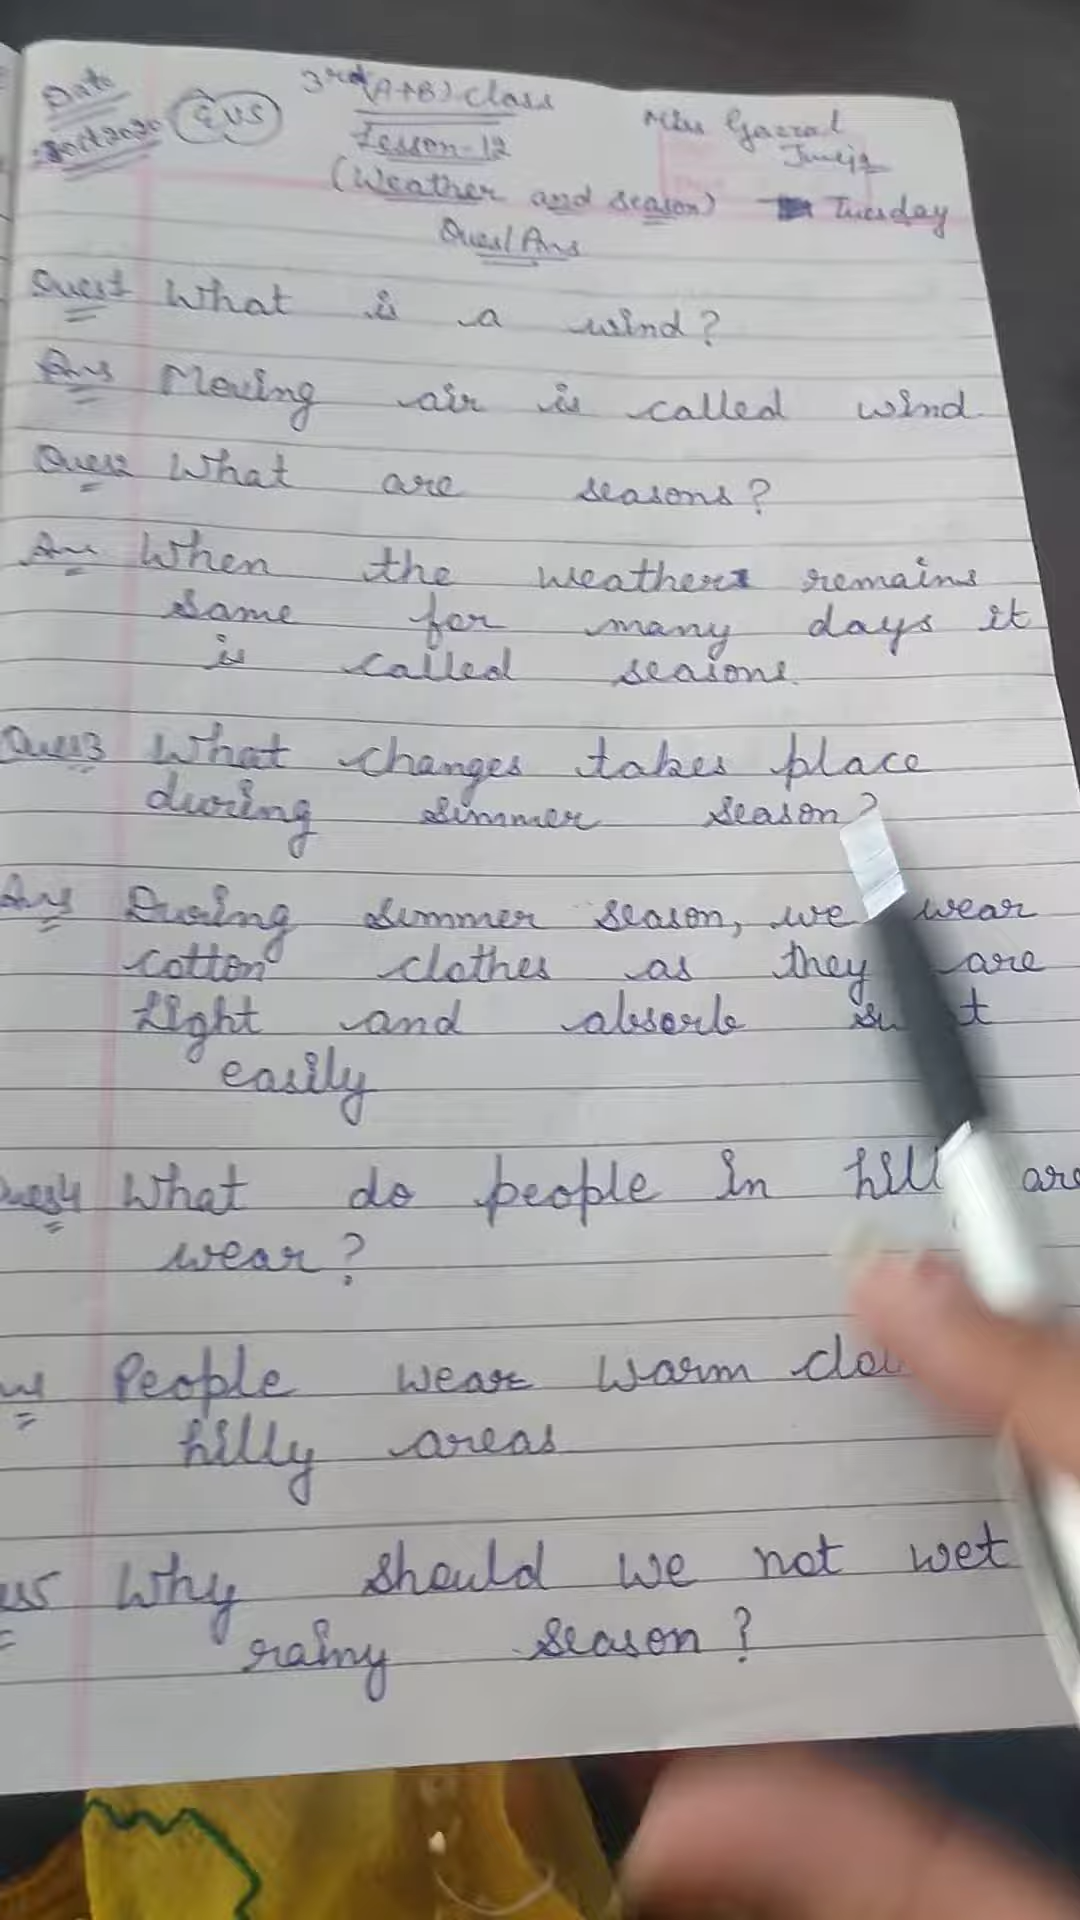 Date EVS 3rd (A+B) Class
Lesson-12 Miss
(Weather and season) Tuesday
Ques/Ans
Ques1 What is a wind?
Ans Moving air is called wind.
Ques2 What are seasons?
Ans When the weather remains
same for many days it
is called seasons.
Ques3 What changes takes place
during summer season?
Ans During summer season, we wear
cotton clothes as they are
light and absorb
easily
Ques4 What do people in
wear?
People wear warm
hilly areas
Why should we not wet
rainy season?